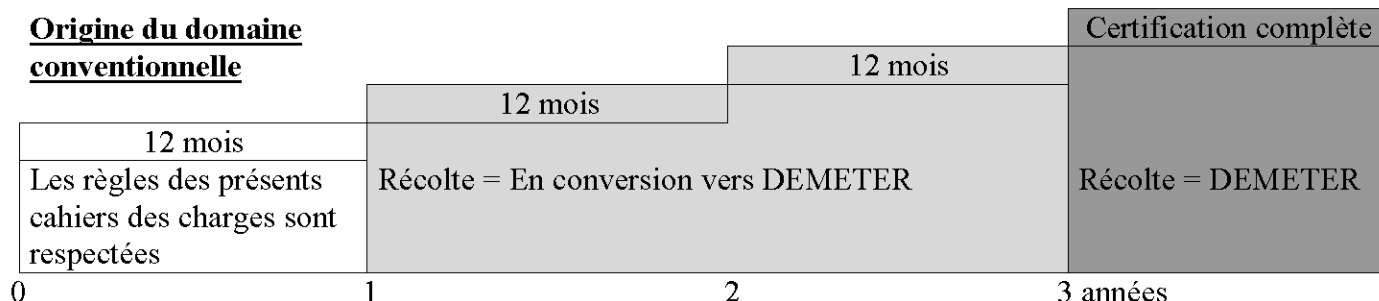 Origine du domaine
conventionnelle
Certification complète
12 mois
12 mois
12 mois
Les règles des présents
cahiers des charges sont
respectées
Récolte = En conversion vers DEMETER
Récolte = DEMETER
0 1 2 3 années